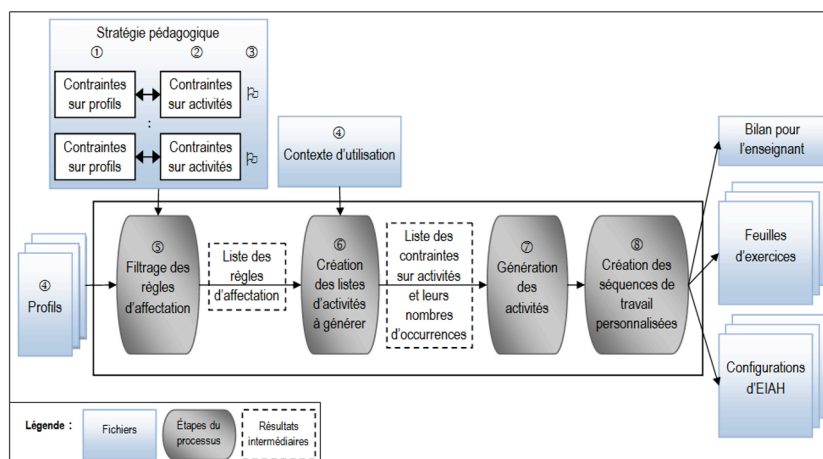 Stratégie pédagogique
① ② ③
Contraintes
sur profils
Contraintes
sur activités
:
Contraintes
sur profils
Contraintes
sur activités
④
Contexte d'utilisation
④
Profils
⑤
Filtrage des
règles
d'affectation
Liste des
règles
d'affectation
⑥
Création
des listes
d'activités
à générer
Liste des
contraintes
sur activités
et leurs
nombres
d'occurrences
⑦
Génération
des
activités
⑧
Création des
séquences de
travail
personnalisées
Bilan pour
l'enseignant
Feuilles
d'exercices
Configurations
d'EIAH
Légende :
Fichiers
Étapes du
processus
Résultats
intermédiaires